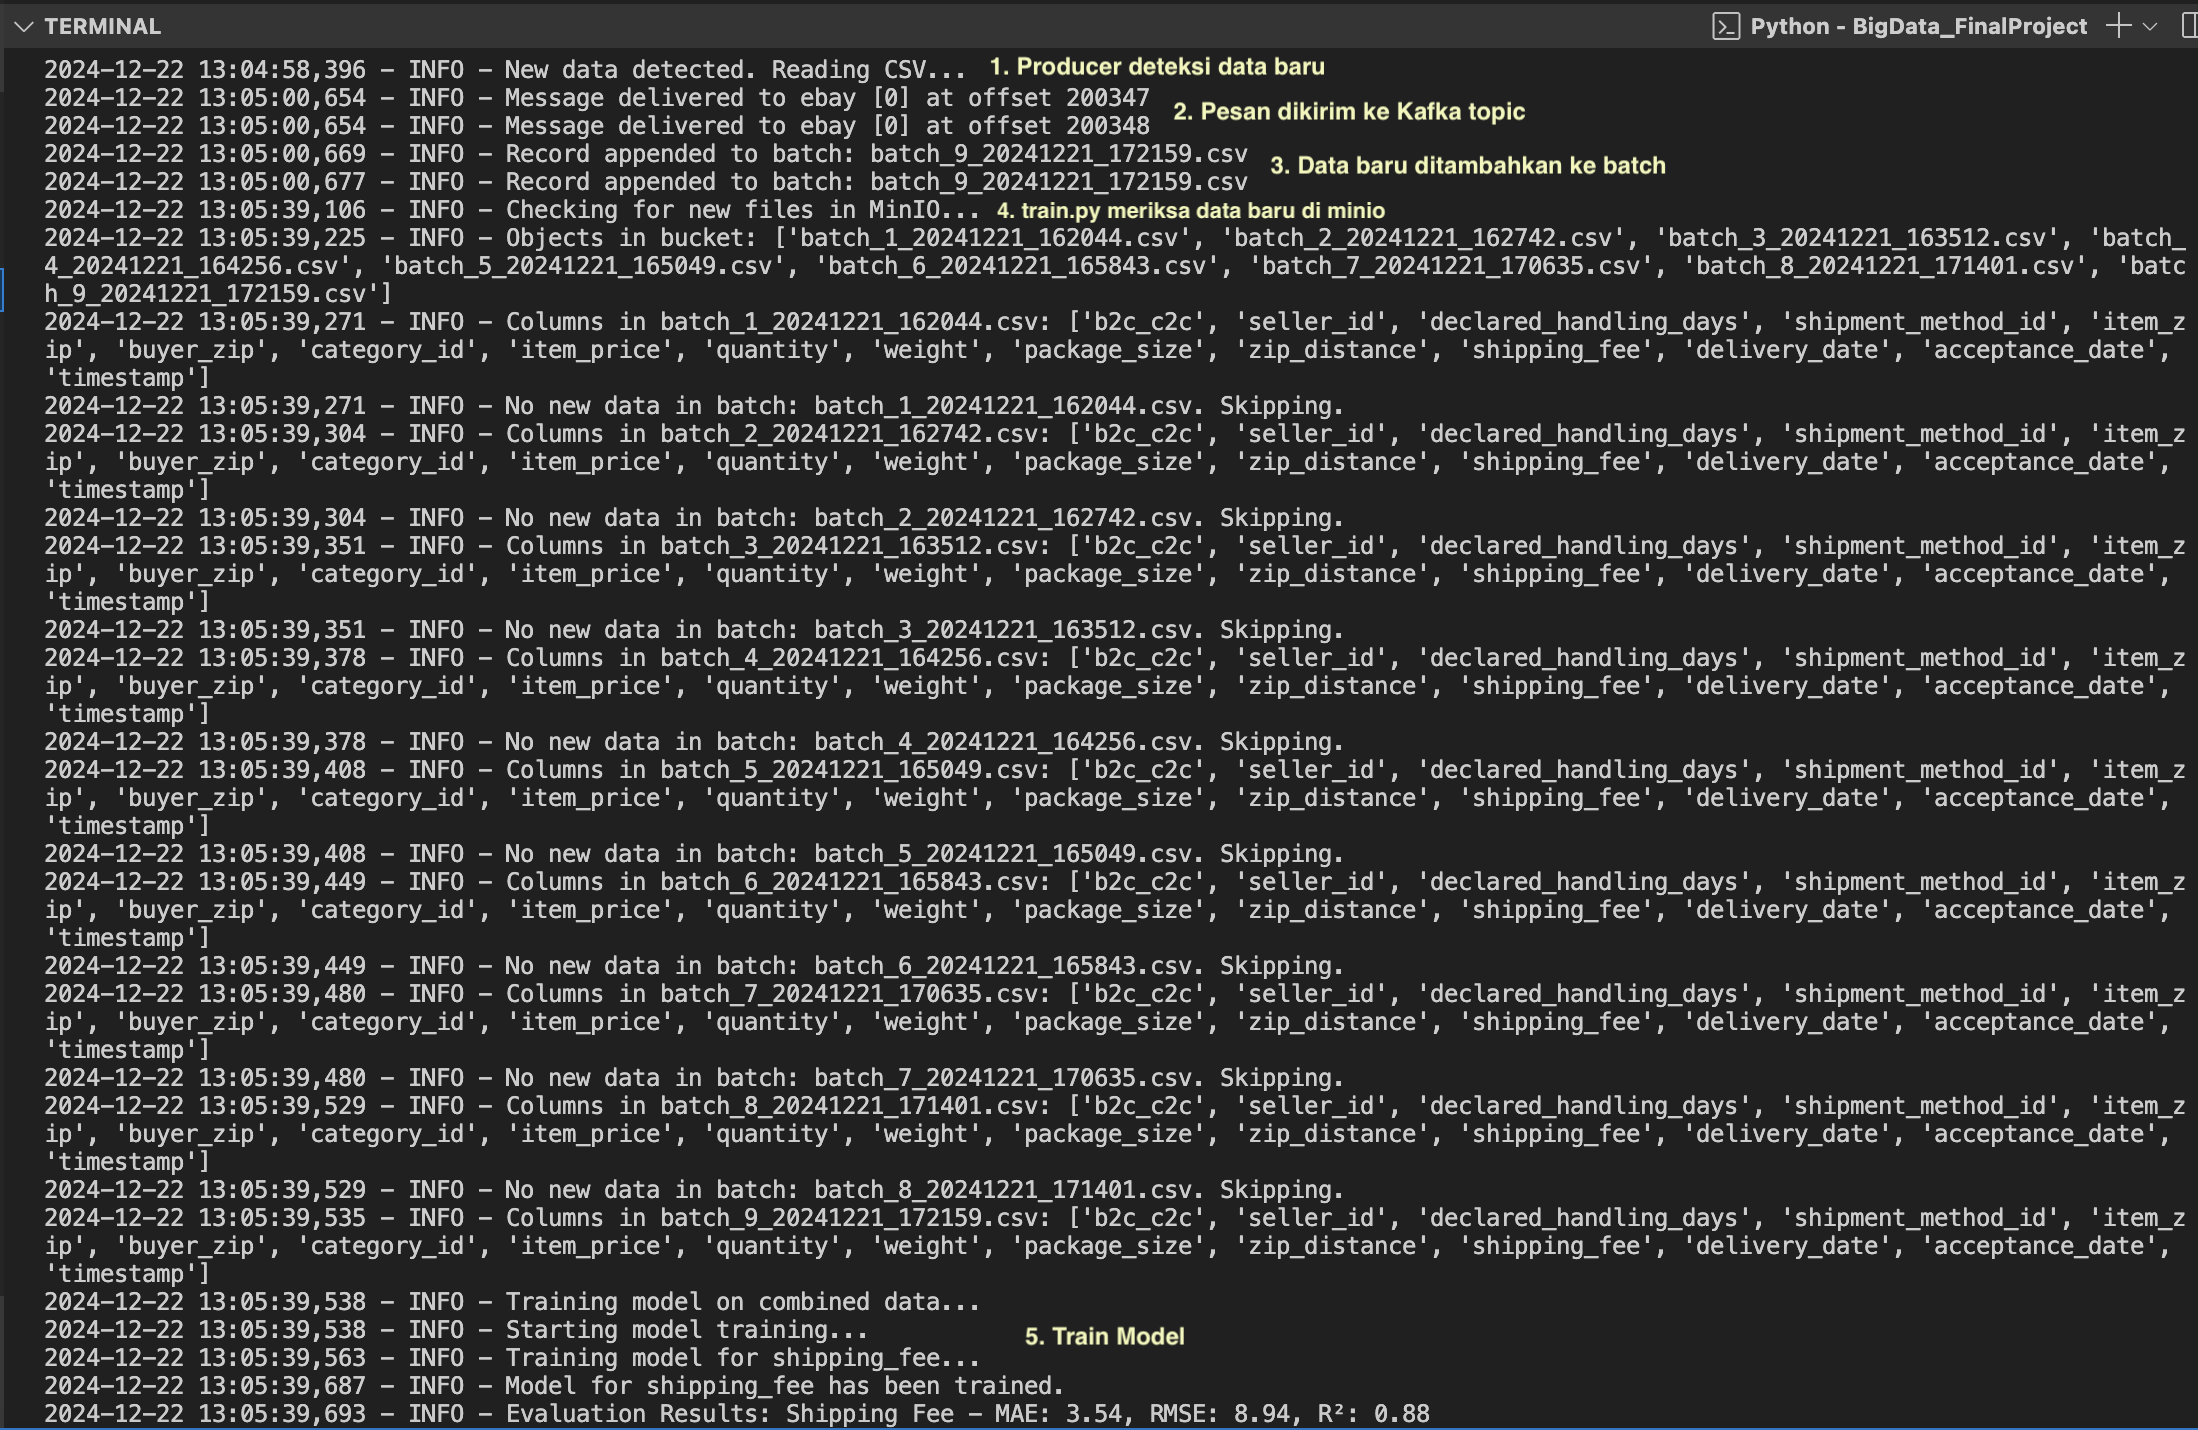 TERMINAL
Python - BigData_FinalProject
2024-12-22 13:04:58,396 - INFO - New data detected. Reading CSV... 1. Producer deteksi data baru
2024-12-22 13:05:00,654 - INFO - Message delivered to ebay [0] at offset 200347
2. Pesan dikirim ke Kafka topic
2024-12-22 13:05:00,654 - INFO - Message delivered to ebay [0] at offset 200348
2024-12-22 13:05:00,669 - INFO - Record appended to batch: batch_9_20241221_172159.csv
3. Data baru ditambahkan ke batch
2024-12-22 13:05:00,677 - INFO - Record appended to batch: batch_9_20241221_172159.csv
2024-12-22 13:05:39,106 - INFO - Checking for new files in MinIO... 4. train.py meriksa data baru di minio
2024-12-22 13:05:39,225 - INFO - Objects in bucket: ['batch_1_20241221_162044.csv', 'batch_2_20241221_162742.csv', 'batch_3_20241221_163512.csv', 'batch_
4_20241221_164256.csv', 'batch_5_20241221_165049.csv', 'batch_6_20241221_165843.csv', 'batch_7_20241221_170635.csv', 'batch_8_20241221_171401.csv', 'batc
h_9_20241221_172159.csv']
2024-12-22 13:05:39,271 - INFO - Columns in batch_1_20241221_162044.csv: ['b2c_c2c', 'seller_id', 'declared_handling_days', 'shipment_method_id', 'item_z
ip', 'buyer_zip', 'category_id', 'item_price', 'quantity', 'weight', 'package_size', 'zip_distance', 'shipping_fee', 'delivery_date', 'acceptance_date',
'timestamp']
2024-12-22 13:05:39,271 - INFO - No new data in batch: batch_1_20241221_162044.csv. Skipping.
2024-12-22 13:05:39,304 - INFO - Columns in batch_2_20241221_162742.csv: ['b2c_c2c', 'seller_id', 'declared_handling_days', 'shipment_method_id', 'item_z
ip', 'buyer_zip', 'category_id', 'item_price', 'quantity', 'weight', 'package_size', 'zip_distance', 'shipping_fee', 'delivery_date', 'acceptance_date',
'timestamp']
2024-12-22 13:05:39,304 - INFO - No new data in batch: batch_2_20241221_162742.csv. Skipping.
2024-12-22 13:05:39,351 - INFO - Columns in batch_3_20241221_163512.csv: ['b2c_c2c', 'seller_id', 'declared_handling_days', 'shipment_method_id', 'item_z
ip', 'buyer_zip', 'category_id', 'item_price', 'quantity', 'weight', 'package_size', 'zip_distance', 'shipping_fee', 'delivery_date', 'acceptance_date',
'timestamp']
2024-12-22 13:05:39,351 - INFO - No new data in batch: batch_3_20241221_163512.csv. Skipping.
2024-12-22 13:05:39,378 - INFO - Columns in batch_4_20241221_164256.csv: ['b2c_c2c', 'seller_id', 'declared_handling_days', 'shipment_method_id', 'item_z
ip', 'buyer_zip', 'category_id', 'item_price', 'quantity', 'weight', 'package_size', 'zip_distance', 'shipping_fee', 'delivery_date', 'acceptance_date',
'timestamp']
2024-12-22 13:05:39,378 - INFO - No new data in batch: batch_4_20241221_164256.csv. Skipping.
2024-12-22 13:05:39,408 - INFO - Columns in batch_5_20241221_165049.csv: ['b2c_c2c', 'seller_id', 'declared_handling_days', 'shipment_method_id', 'item_z
ip', 'buyer_zip', 'category_id', 'item_price', 'quantity', 'weight', 'package_size', 'zip_distance', 'shipping_fee', 'delivery_date', 'acceptance_date',
'timestamp']
2024-12-22 13:05:39,408 - INFO - No new data in batch: batch_5_20241221_165049.csv. Skipping.
2024-12-22 13:05:39,449 - INFO - Columns in batch_6_20241221_165843.csv: ['b2c_c2c', 'seller_id', 'declared_handling_days', 'shipment_method_id', 'item_z
ip', 'buyer_zip', 'category_id', 'item_price', 'quantity', 'weight', 'package_size', 'zip_distance', 'shipping_fee', 'delivery_date', 'acceptance_date',
'timestamp']
2024-12-22 13:05:39,449 - INFO - No new data in batch: batch_6_20241221_165843.csv. Skipping.
2024-12-22 13:05:39,480 - INFO - Columns in batch_7_20241221_170635.csv: ['b2c_c2c', 'seller_id', 'declared_handling_days', 'shipment_method_id', 'item_z
ip', 'buyer_zip', 'category_id', 'item_price', 'quantity', 'weight', 'package_size', 'zip_distance', 'shipping_fee', 'delivery_date', 'acceptance_date',
'timestamp']
2024-12-22 13:05:39,480 - INFO - No new data in batch: batch_7_20241221_170635.csv. Skipping.
2024-12-22 13:05:39,529 - INFO - Columns in batch_8_20241221_171401.csv: ['b2c_c2c', 'seller_id', 'declared_handling_days', 'shipment_method_id', 'item_z
ip', 'buyer_zip', 'category_id', 'item_price', 'quantity', 'weight', 'package_size', 'zip_distance', 'shipping_fee', 'delivery_date', 'acceptance_date',
'timestamp']
2024-12-22 13:05:39,529 - INFO - No new data in batch: batch_8_20241221_171401.csv. Skipping.
2024-12-22 13:05:39,535 - INFO - Columns in batch_9_20241221_172159.csv: ['b2c_c2c', 'seller_id', 'declared_handling_days', 'shipment_method_id', 'item_z
ip', 'buyer_zip', 'category_id', 'item_price', 'quantity', 'weight', 'package_size', 'zip_distance', 'shipping_fee', 'delivery_date', 'acceptance_date',
'timestamp']
2024-12-22 13:05:39,538 - INFO - Training model on combined data...
2024-12-22 13:05:39,538 - INFO - Starting model training...
5. Train Model
2024-12-22 13:05:39,563 - INFO - Training model for shipping_fee...
2024-12-22 13:05:39,687 - INFO - Model for shipping_fee has been trained.
2024-12-22 13:05:39,693 - INFO - Evaluation Results: Shipping Fee - MAE: 3.54, RMSE: 8.94, R²: 0.88